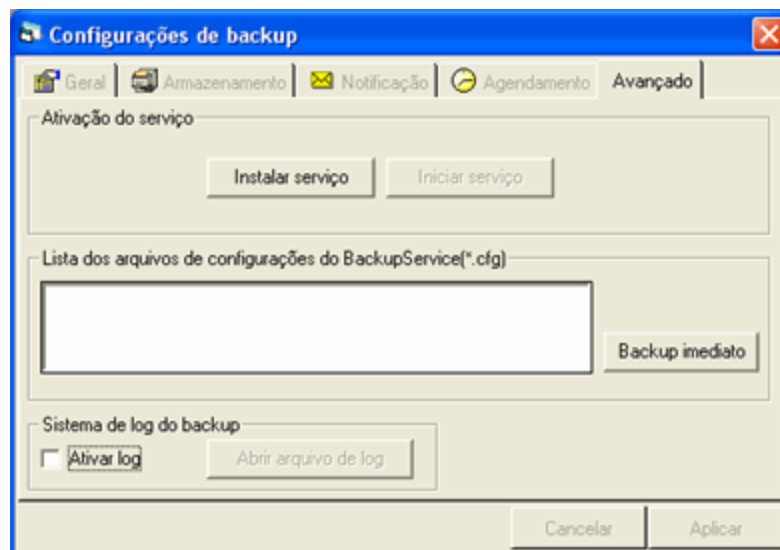 Configurações de backup
Geral Armazenamento Notificação Agendamento Avançado
Ativação do serviço
Instalar serviço Iniciar serviço
Lista dos arquivos de configurações do BackupService(*.cfg)
Backup imediato
Sistema de log do backup
Ativar log Abrir arquivo de log
Cancelar Aplicar